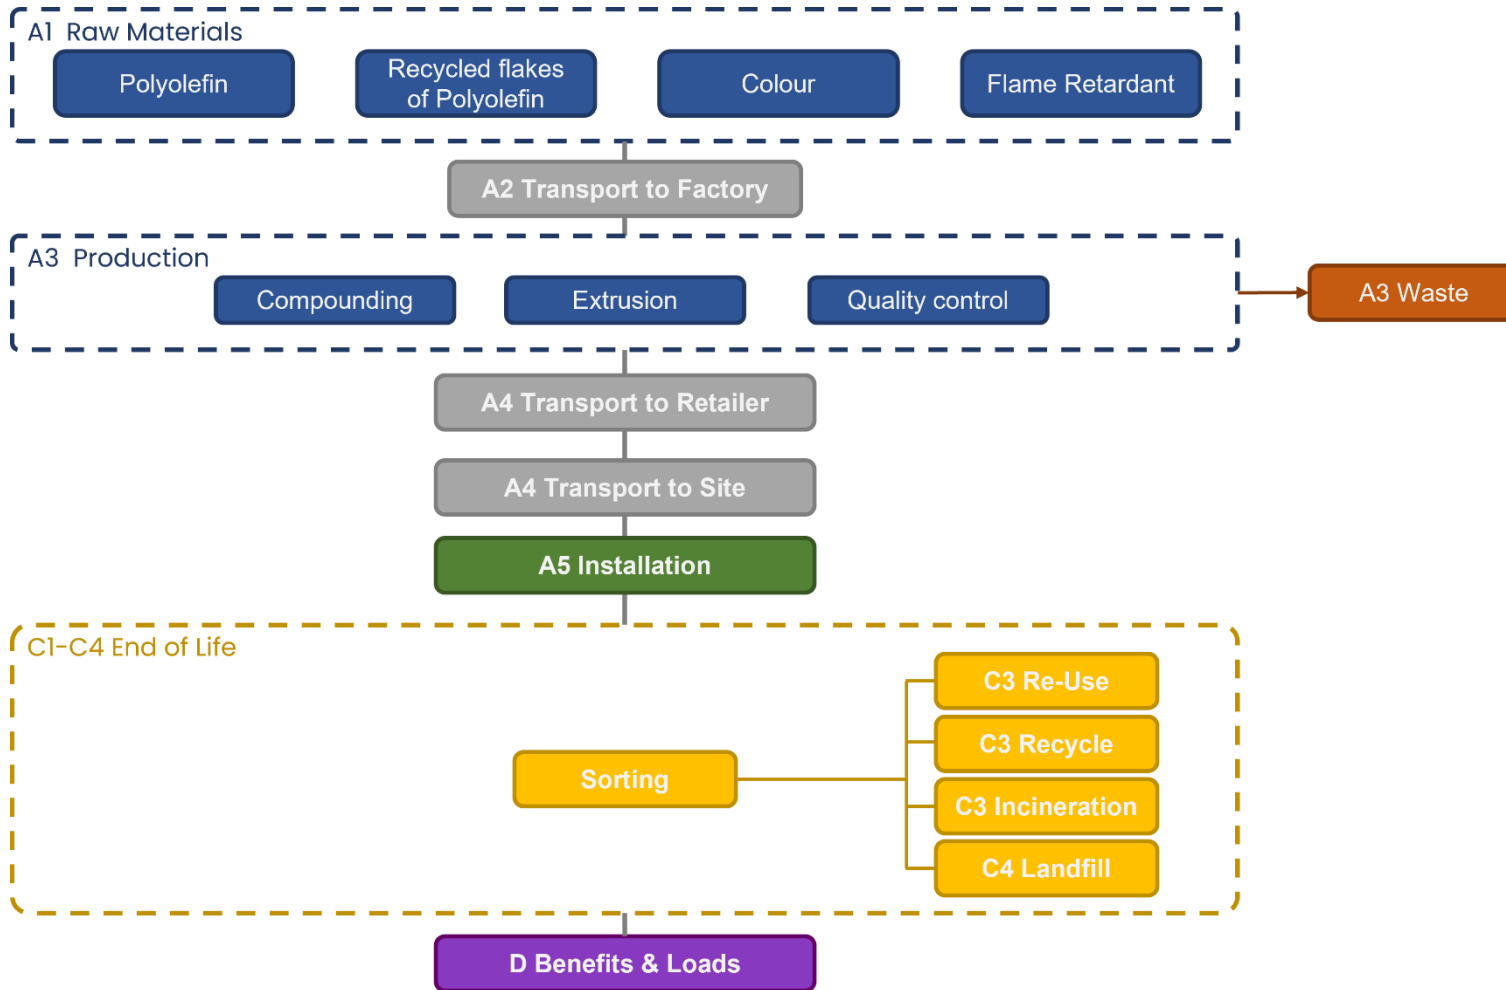 A1 Raw Materials
Polyolefin
Recycled flakes
of Polyolefin
Colour
Flame Retardant
A2 Transport to Factory
A3 Production
Compounding
Extrusion
Quality control
A3 Waste
A4 Transport to Retailer
A4 Transport to Site
A5 Installation
C1-C4 End of Life
C3 Re-Use
C3 Recycle
Sorting
C3 Incineration
C4 Landfill
D Benefits & Loads